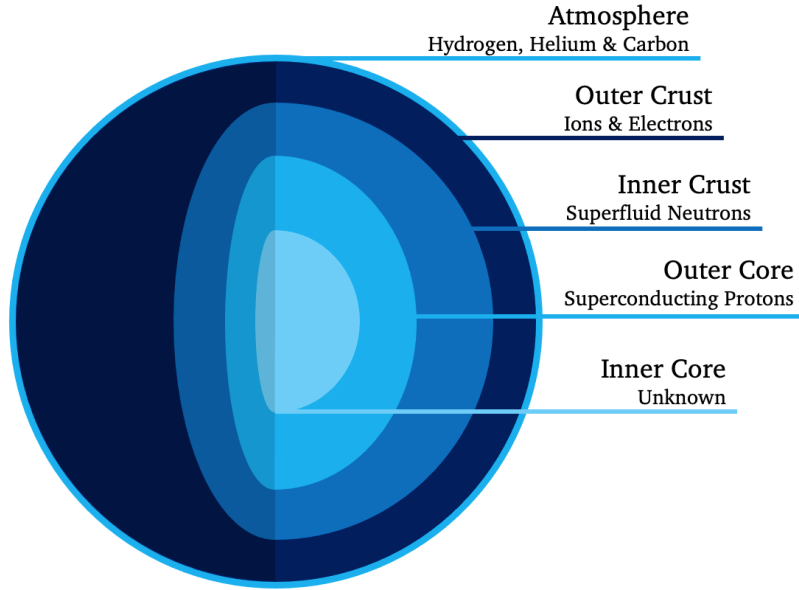 Atmosphere
Hydrogen, Helium & Carbon
Outer Crust
Ions & Electrons
Inner Crust
Superfluid Neutrons
Outer Core
Superconducting Protons
Inner Core
Unknown